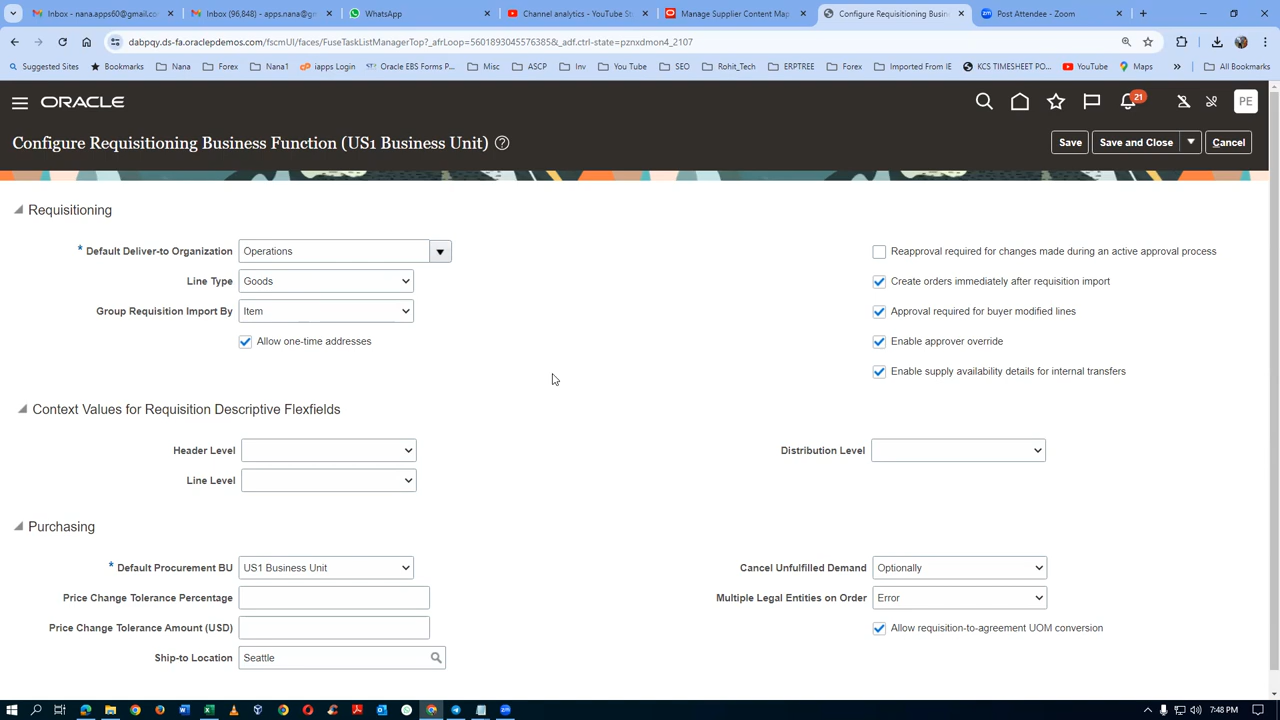 nana.apps60@gmail.com
Inbox (96,848) - apps.nana@gm
WhatsApp
Channel analytics - YouTube St
Manage Supplier Content Map
Configure Requisitioning Busin
Post Attendee - Zoom
dabpqy.ds-fa.oraclepdemos.com/fscmUI/faces/FuseTaskListManagerTop?_afrLoop=56018930455576385&_adf.ctrl-state=pznxdmon4_2107
Suggested Sites
Bookmarks
Nana
Forex
Nana1
iapps Login
Oracle EBS Forms P...
Misc
ASCP
Inv
You Tube
SEO
Rohit_Tech
ERPTREE
Forex
Imported From IE
KCS TIMESHEET PO...
YouTube
Maps
All Bookmarks
ORACLE
21
PE
Configure Requisitioning Business Function (US1 Business Unit)
Save
Save and Close
Cancel
Requisitioning
* Default Deliver-to Organization Operations
Reapproval required for changes made during an active approval process
Line Type Goods
Create orders immediately after requisition import
Group Requisition Import By Item
Approval required for buyer modified lines
Allow one-time addresses
Enable approver override
Enable supply availability details for internal transfers
Context Values for Requisition Descriptive Flexfields
Header Level
Distribution Level
Line Level
Purchasing
* Default Procurement BU US1 Business Unit
Cancel Unfulfilled Demand Optionally
Price Change Tolerance Percentage
Multiple Legal Entities on Order Error
Price Change Tolerance Amount (USD)
Allow requisition-to-agreement UOM conversion
Ship-to Location Seattle
7:48 PM